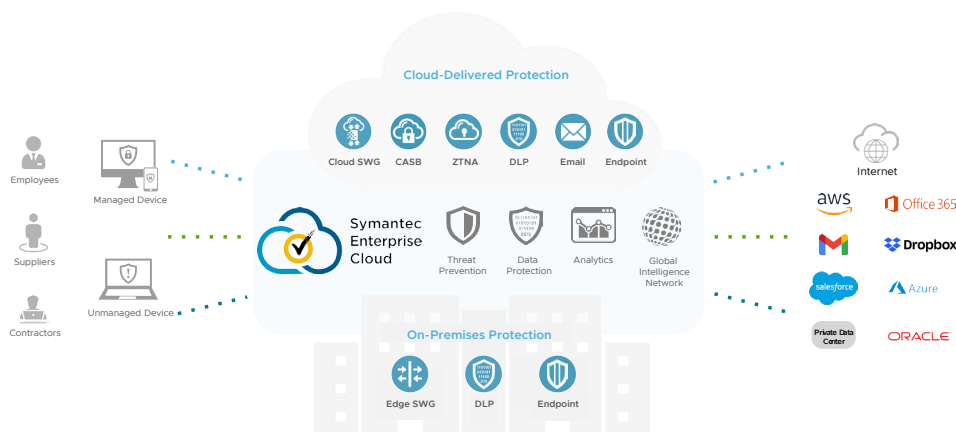 Cloud-Delivered Protection
Cloud SWG
CASB
ZTNA
DLP
Email
Endpoint
Employees
Suppliers
Contractors
Managed Device
Unmanaged Device
Symantec
Enterprise
Cloud
Threat
Prevention
Data
Protection
Analytics
Global
Intelligence
Network
On-Premises Protection
Edge SWG
DLP
Endpoint
Internet
aws
Office 365
Dropbox
salesforce
Azure
Private Data
Center
ORACLE